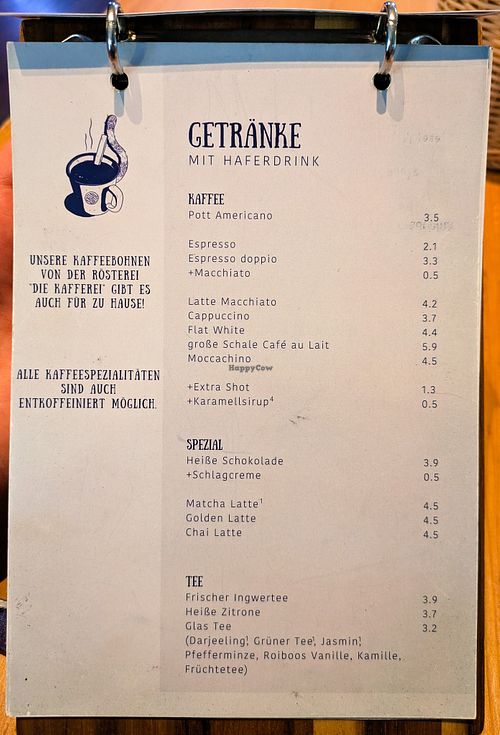 GETRÄNKE
MIT HAFERDRINK
KAFFEE
Pott Americano 3.5
Espresso 2.1
Espresso doppio 3.3
+Macchiato 0.5
Latte Macchiato 4.2
Cappuccino 3.7
Flat White 4.4
große Schale Café au Lait 5.9
Moccachino 4.5
HappyCow
+Extra Shot 1.3
+Karamellsirup⁴ 0.5
SPEZIAL
Heiße Schokolade 3.9
+Schlagcreme 0.5
Matcha Latte¹ 4.5
Golden Latte 4.5
Chai Latte 4.5
TEE
Frischer Ingwertee 3.9
Heiße Zitrone 3.7
Glas Tee 3.2
(Darjeeling¹, Grüner Tee¹, Jasmin¹,
Pfefferminze, Roiboos Vanille, Kamille,
Früchtetee)
UNSERE KAFFEEBOHNEN
VON DER RÖSTEREI
"DIE KAFFEREI" GIBT ES
AUCH FÜR ZU HAUSE!
ALLE KAFFEESPEZIALITÄTEN
SIND AUCH
ENTKOFFEINIERT MÖGLICH.